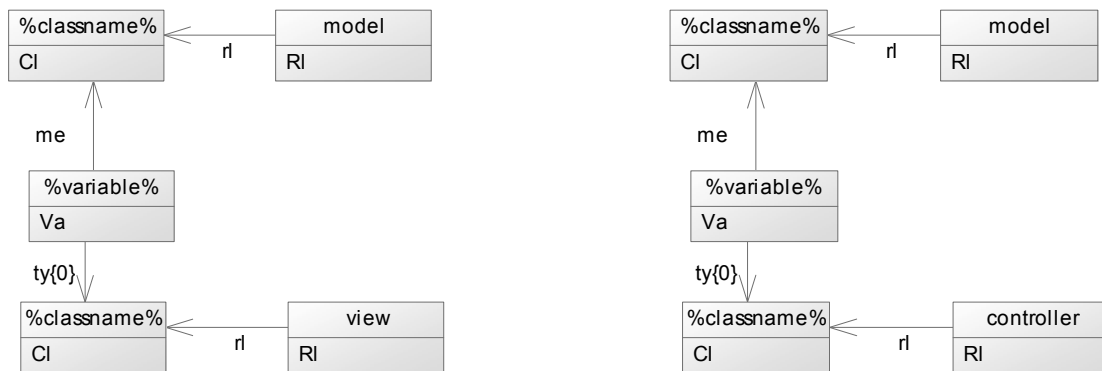 %classname%
Cl
model
Rl
rl
me
%variable%
Va
ty{0}
%classname%
Cl
view
Rl
rl
%classname%
Cl
model
Rl
rl
me
%variable%
Va
ty{0}
%classname%
Cl
controller
Rl
rl